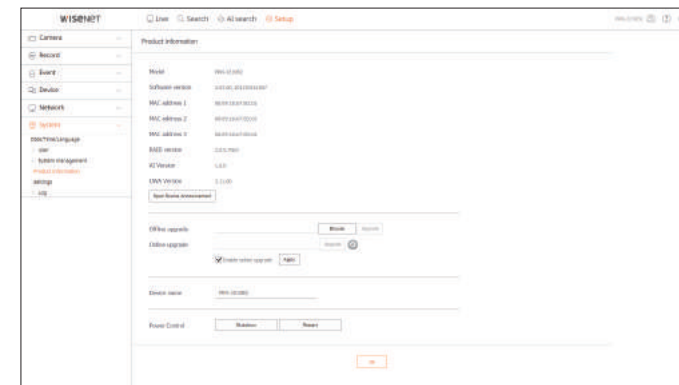 WISENET
Live Search AI search Setup
Camera
Record
Event
Device
Network
System
Date/Time/Language
User
System management
Product information
Settings
Log
Product information
Model
Software version
MAC address 1
MAC address 2
MAC address 3
RAID version
AI Version
UWA Version
Open Source Announcement
Offline upgrade Browse Upgrade
Online upgrade Upgrade
Enable online upgrade Apply
Device name
Power Control Shutdown Restart
OK